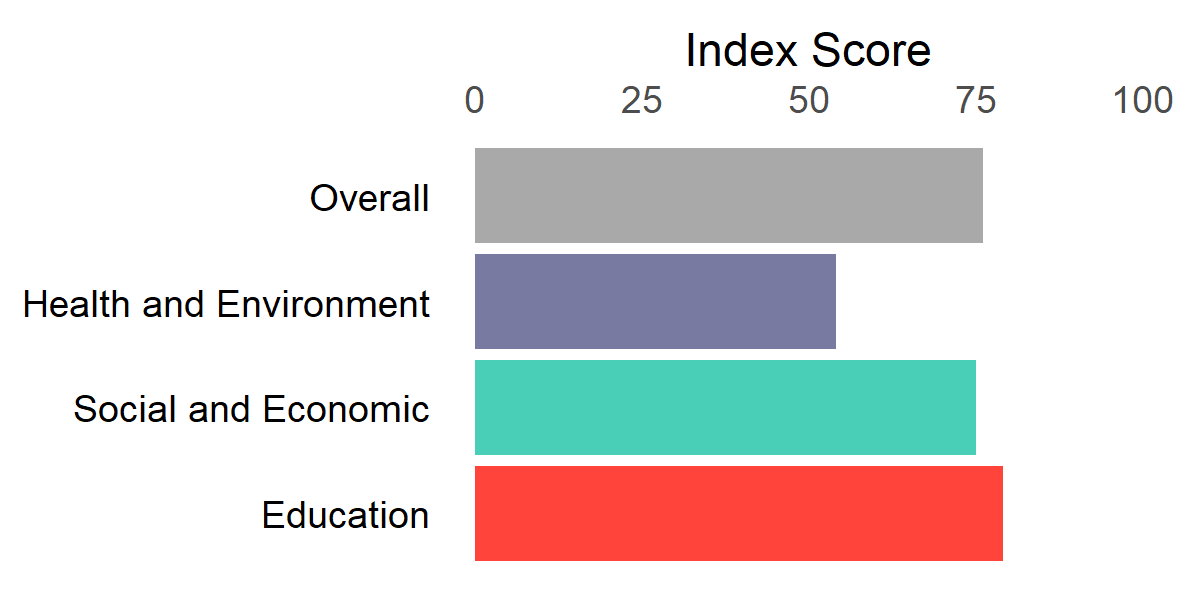 Index Score
0 25 50 75 100
Overall
Health and Environment
Social and Economic
Education